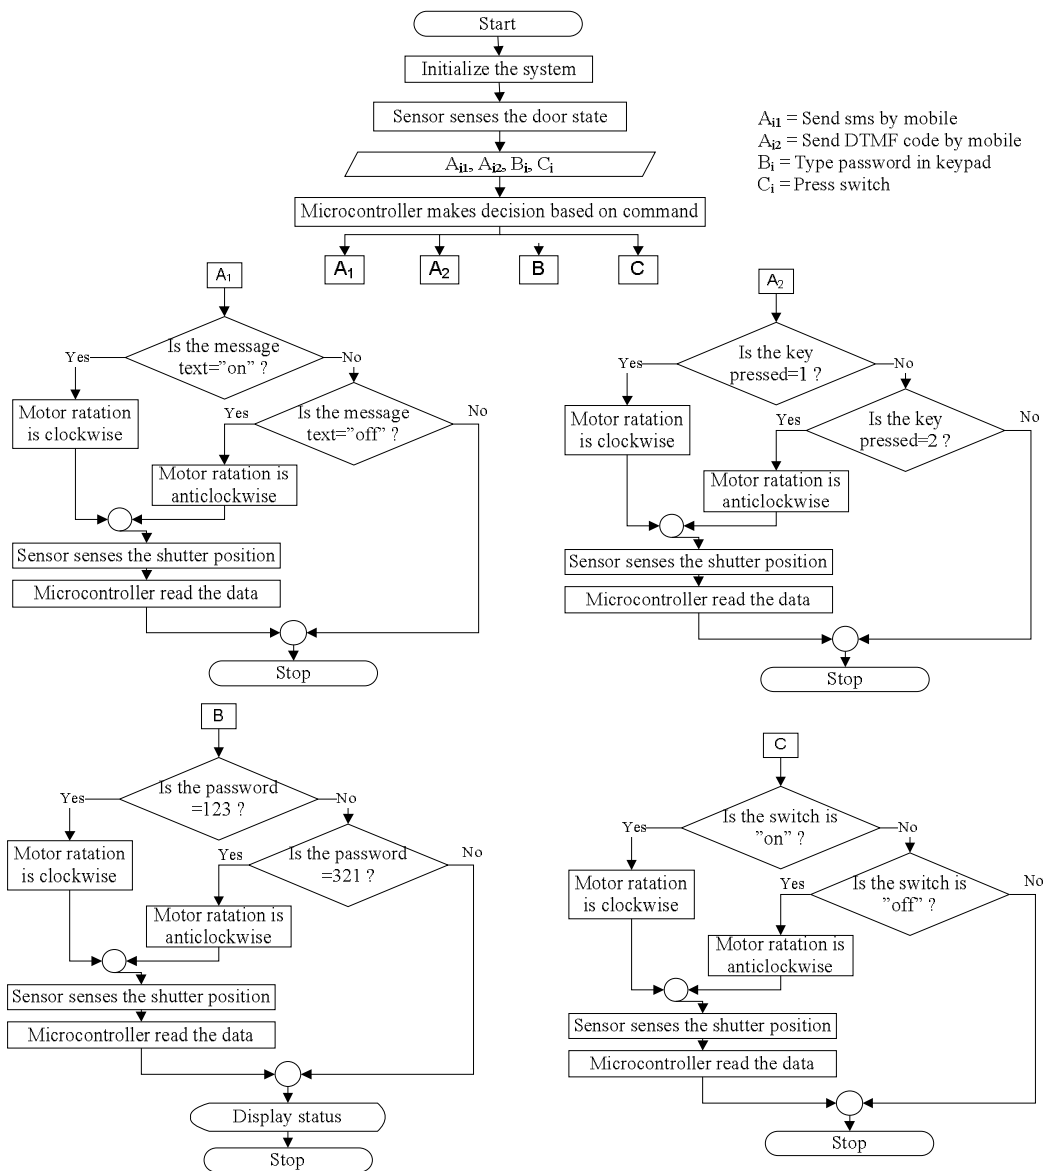 Start
Initialize the system
Sensor senses the door state
Ai1, Ai2, Bi, Ci
Microcontroller makes decision based on command
A1
A2
B
C
Ai1 = Send sms by mobile
Ai2 = Send DTMF code by mobile
Bi = Type password in keypad
Ci = Press switch
A1
Is the message
text="on" ?
Yes
No
Motor ratation
is clockwise
Is the message
text="off" ?
Yes
No
Motor ratation is
anticlockwise
Sensor senses the shutter position
Microcontroller read the data
Stop
A2
Is the key
pressed=1 ?
Yes
No
Motor ratation
is clockwise
Is the key
pressed=2 ?
Yes
No
Motor ratation is
anticlockwise
Sensor senses the shutter position
Microcontroller read the data
Stop
B
Is the password
=123 ?
Yes
No
Motor ratation
is clockwise
Is the password
=321 ?
Yes
No
Motor ratation is
anticlockwise
Sensor senses the shutter position
Microcontroller read the data
Display status
Stop
C
Is the switch is
"on" ?
Yes
No
Motor ratation
is clockwise
Is the switch is
"off" ?
Yes
No
Motor ratation is
anticlockwise
Sensor senses the shutter position
Microcontroller read the data
Stop